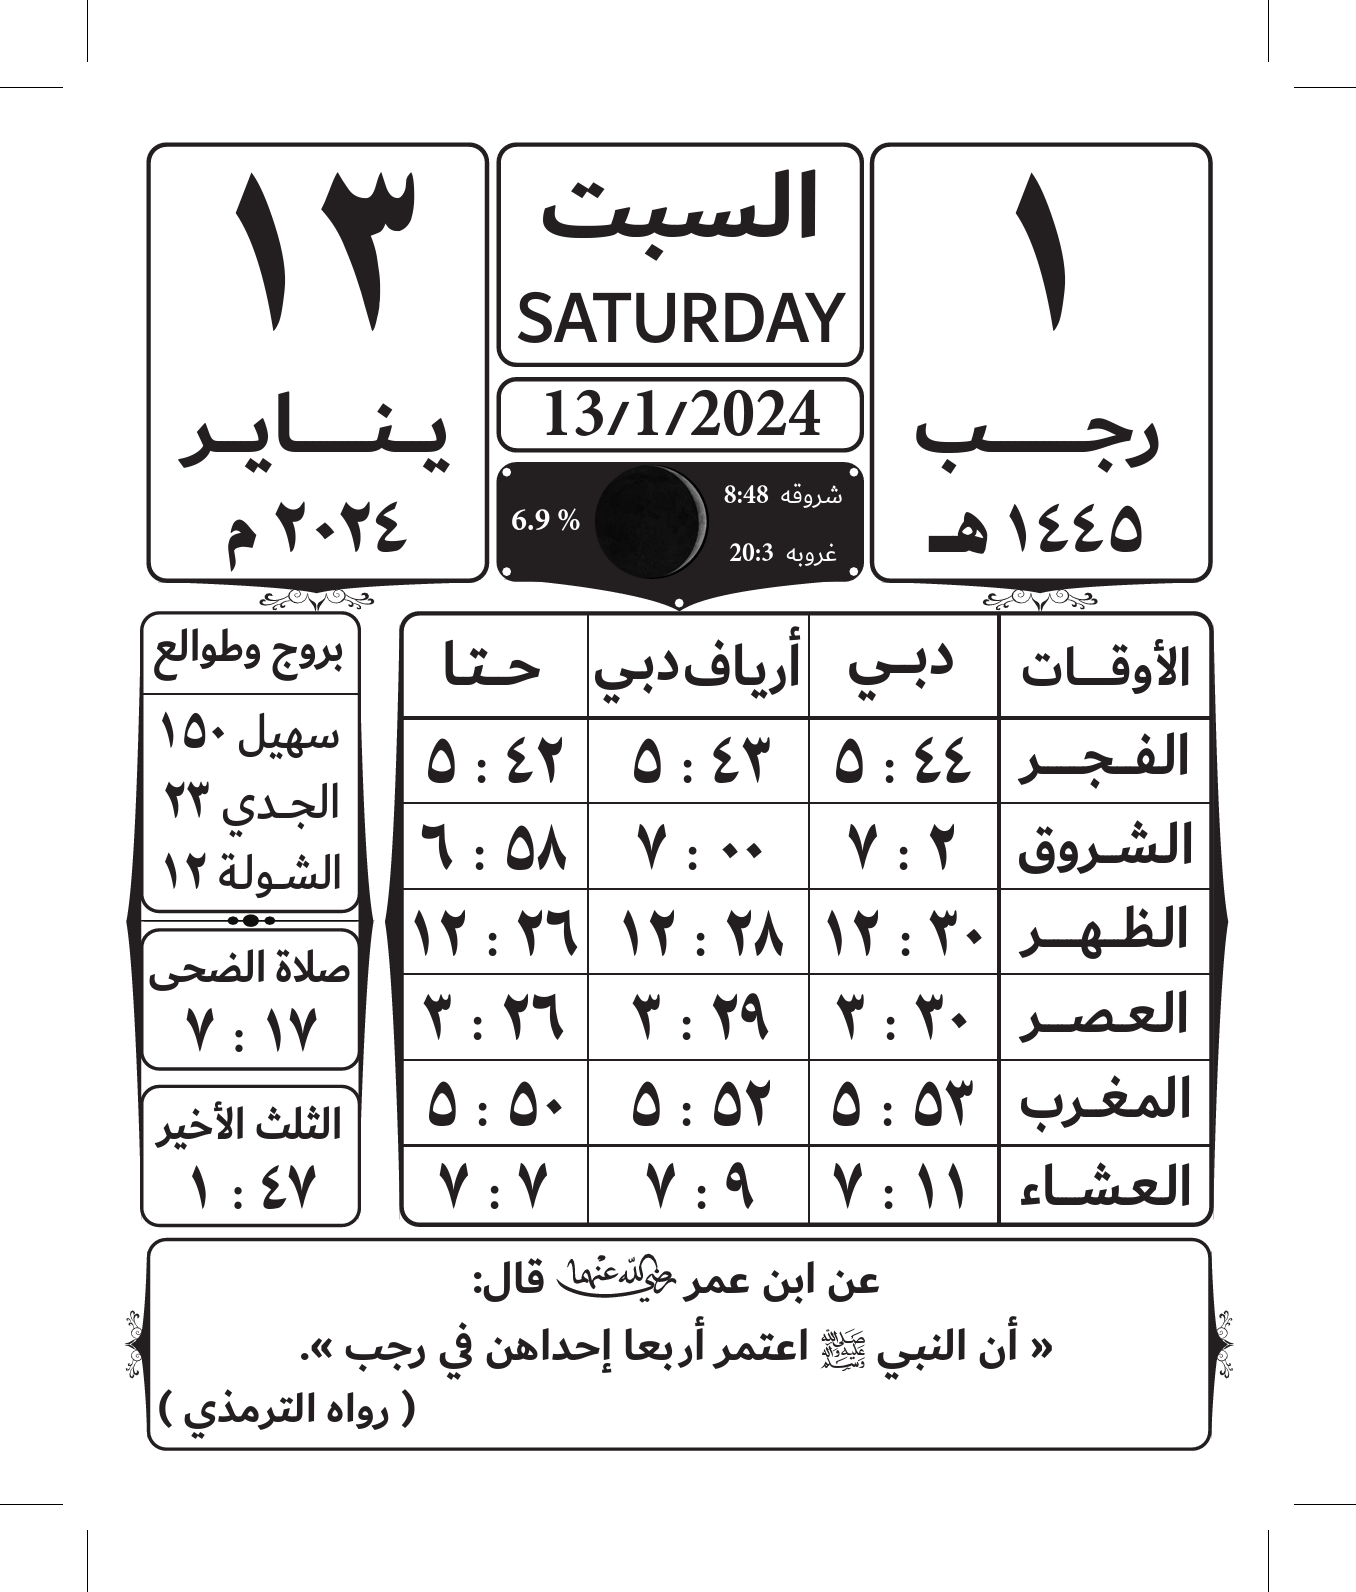 ١
رجــــب
١٤٤٥ هـ
السبت
SATURDAY
13/1/2024
شروقه 8:48
غروبه 20:3
6.9 %
١٣
يـنــــايـر
٢٠٢٤ م
الأوقــات دبــي أرياف دبي حـتـا
الفـجــر ٤٤ : ٥ ٤٣ : ٥ ٤٢ : ٥
الشـروق ٢ : ٧ ٠٠ : ٧ ٥٨ : ٦
الظـهــر ٣٠ : ١٢ ٢٨ : ١٢ ٢٦ : ١٢
العـصــر ٣٠ : ٣ ٢٩ : ٣ ٢٦ : ٣
المـغـرب ٥٣ : ٥ ٥٢ : ٥ ٥٠ : ٥
العـشــاء ١١ : ٧ ٩ : ٧ ٧ : ٧
بروج وطوالع
سهيل ١٥٠
الجـدي ٢٣
الشـولة ١٢
صلاة الضحى
١٧ : ٧
الثلث الأخير
٤٧ : ١
عن ابن عمر رضي الله عنهما قال:
« أن النبي ﷺ اعتمر أربعا إحداهن في رجب ».
( رواه الترمذي )